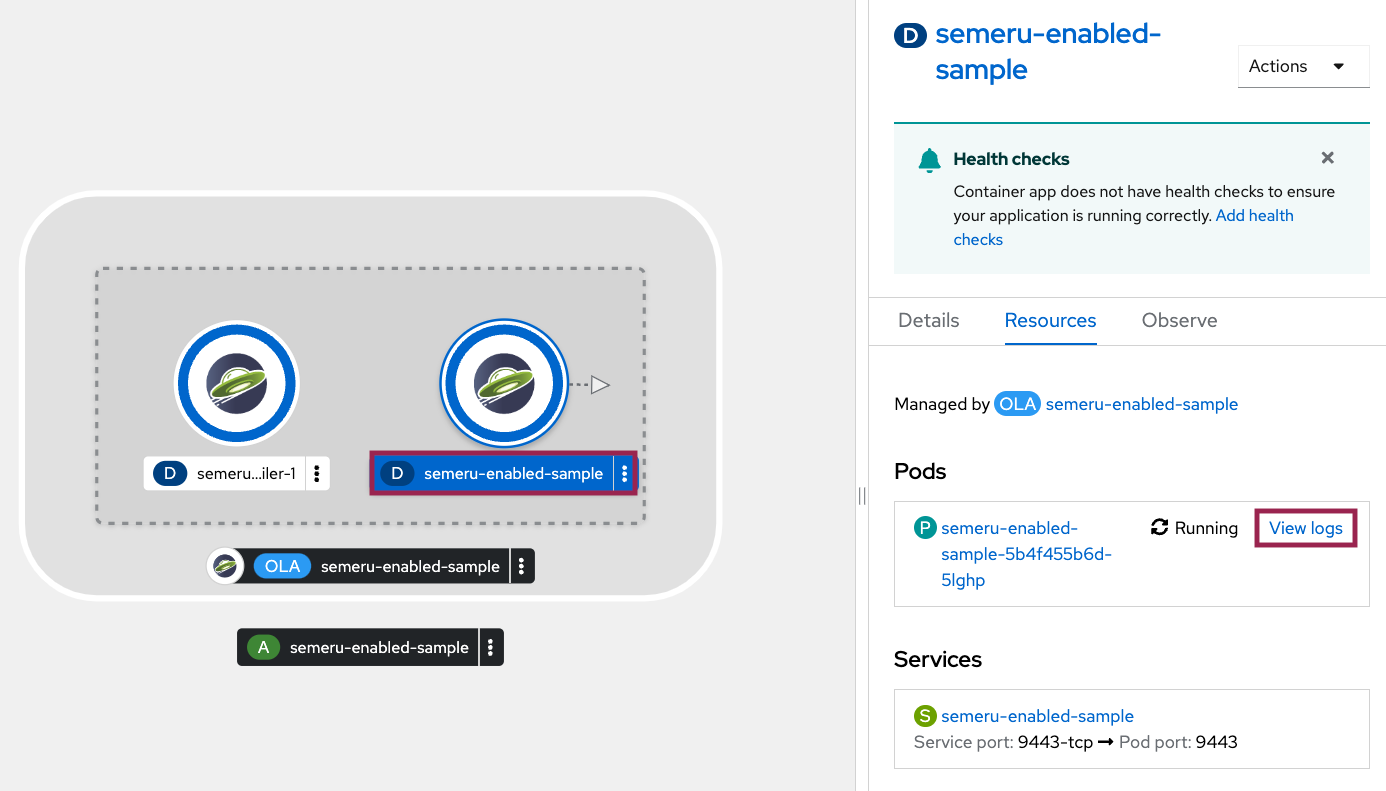 D semeru...iler-1
D semeru-enabled-sample
OLA semeru-enabled-sample
A semeru-enabled-sample
D semeru-enabled-
sample
Actions
Health checks
Container app does not have health checks to ensure
your application is running correctly. Add health
checks
Details Resources Observe
Managed by OLA semeru-enabled-sample
Pods
P semeru-enabled- Running View logs
sample-5b4f455b6d-
5lghp
Services
S semeru-enabled-sample
Service port: 9443-tcp → Pod port: 9443